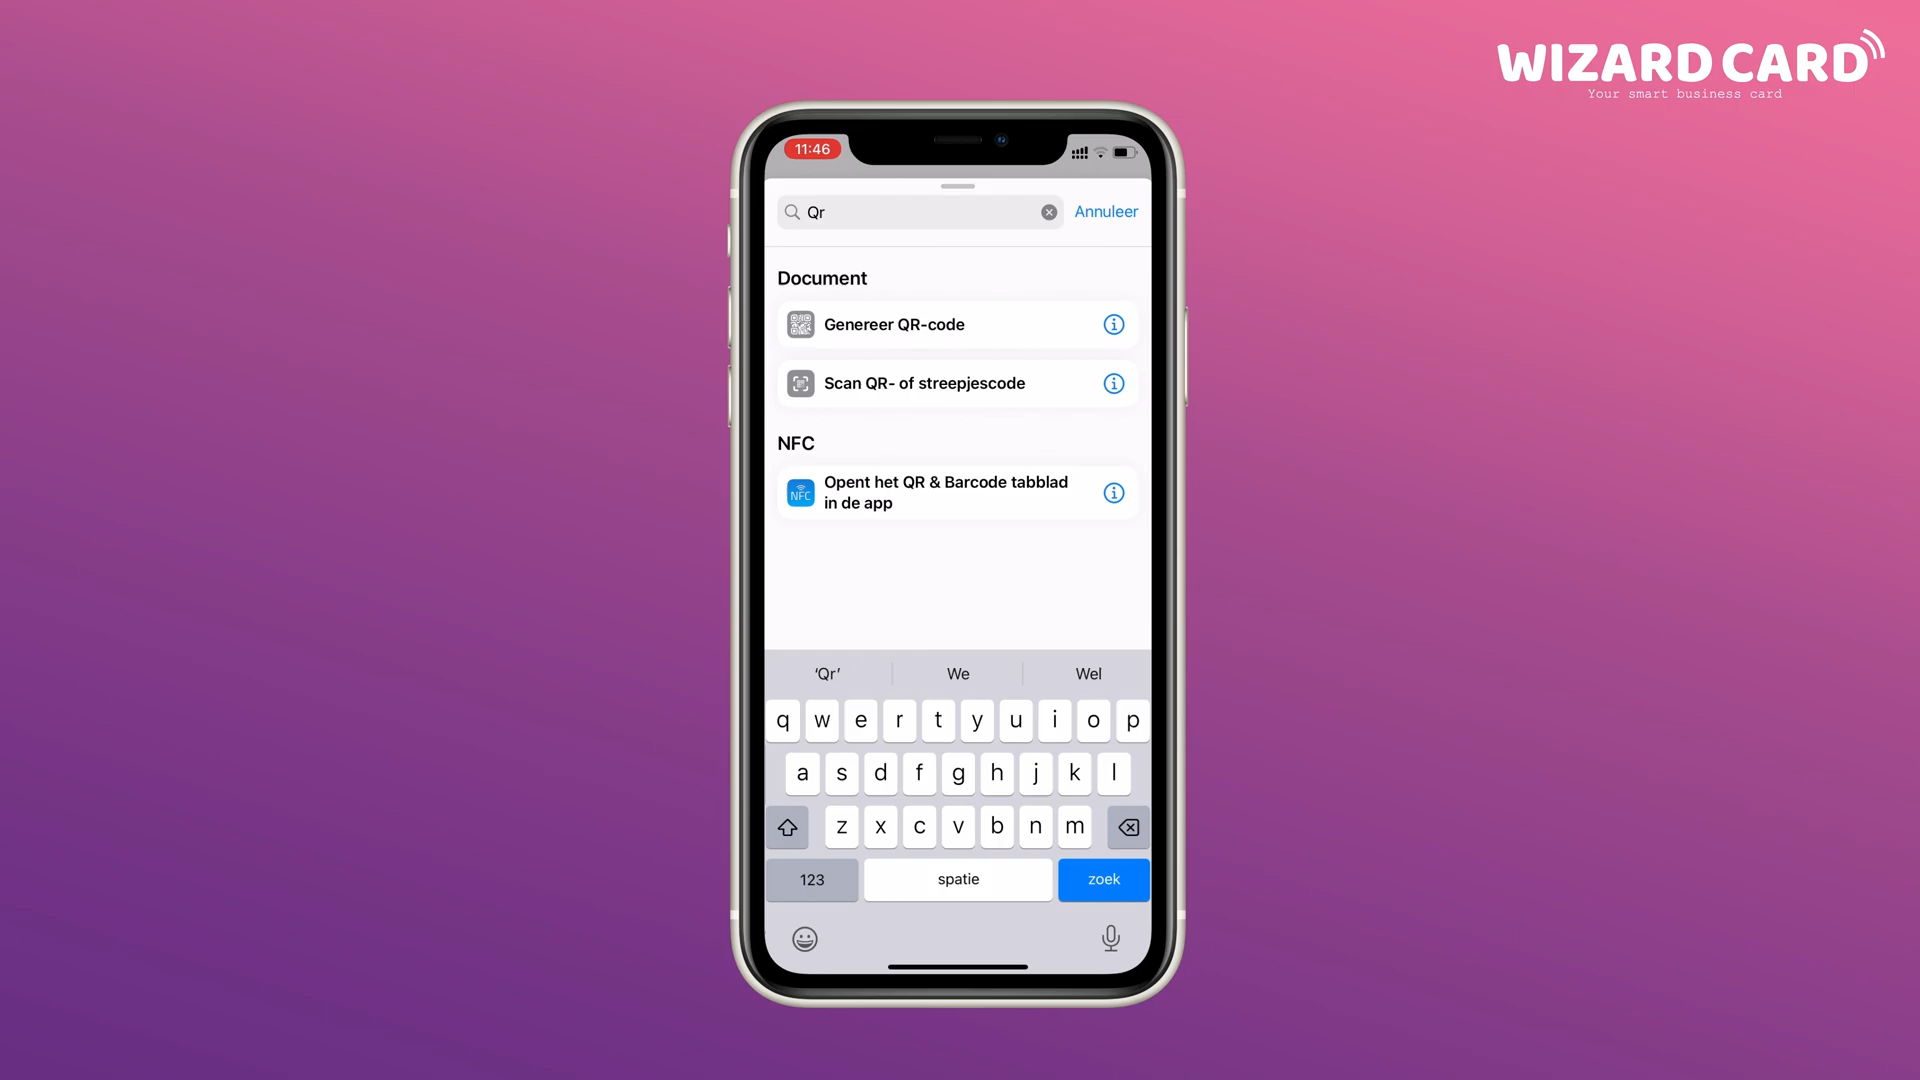 WIZARD CARD
Your smart business card
11:46
Qr
Annuleer
Document
Genereer QR-code
Scan QR- of streepjescode
NFC
NFC
Opent het QR & Barcode tabblad
in de app
‘Qr’ We Wel
q w e r t y u i o p
a s d f g h j k l
z x c v b n m
123 spatie zoek